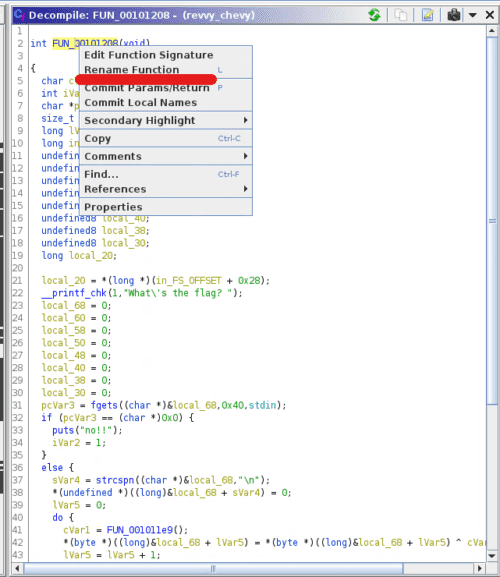 Decompile: FUN_00101208 - (revvy_chevy)
1
2 int FUN_00101208(void)
3
4 {
5 char c
6 int iVa
7 char *p
8 size_t
9 long lV
10 long in
11 undefin
12 undefin
13 undefin
14 undefin
15 undefin
16 undefined8 local_40;
17 undefined8 local_38;
18 undefined8 local_30;
19 long local_20;
20
21 local_20 = *(long *)(in_FS_OFFSET + 0x28);
22 __printf_chk(1,"What\'s the flag? ");
23 local_68 = 0;
24 local_60 = 0;
25 local_58 = 0;
26 local_50 = 0;
27 local_48 = 0;
28 local_40 = 0;
29 local_38 = 0;
30 local_30 = 0;
31 pcVar3 = fgets((char *)&local_68,0x40,stdin);
32 if (pcVar3 == (char *)0x0) {
33 puts("no!!");
34 iVar2 = 1;
35 }
36 else {
37 sVar4 = strcspn((char *)&local_68,"\n");
38 *(undefined *)((long)&local_68 + sVar4) = 0;
39 lVar5 = 0;
40 do {
41 cVar1 = FUN_001011e9();
42 *(byte *)((long)&local_68 + lVar5) = *(byte *)((long)&local_68 + lVar5) ^ cVar
43 lVar5 = lVar5 + 1;
Edit Function Signature
Rename Function L
Commit Params/Return P
Commit Local Names
Secondary Highlight
Copy Ctrl-C
Comments
Find... Ctrl-F
References
Properties